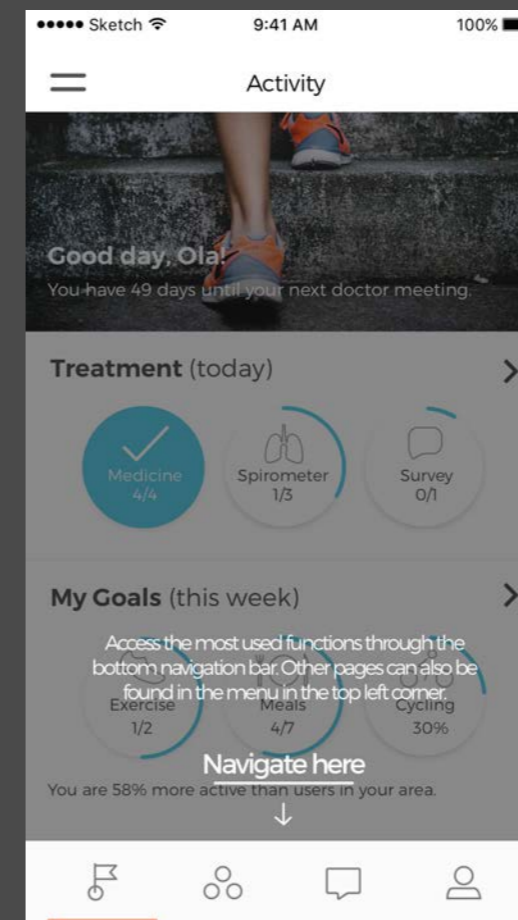 Sketch 9:41 AM 100%
Activity
Good day, Ola!
You have 49 days until your next doctor meeting.
Treatment (today)
Medicine Spirometer Survey
4/4 1/3 0/1
My Goals (this week)
Access the most used functions through the
bottom navigation bar. Other pages can also be
found in the menu in the top left corner.
Exercise Meals Cycling
1/2 4/7 30%
Navigate here
You are 58% more active than users in your area.